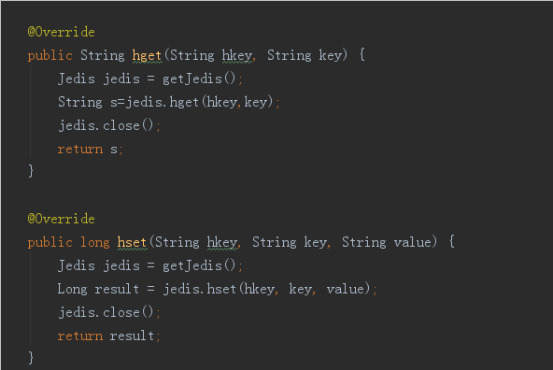 @Override
public String hget(String hkey, String key) {
Jedis jedis = getJedis();
String s=jedis.hget(hkey,key);
jedis.close();
return s;
}
@Override
public long hset(String hkey, String key, String value) {
Jedis jedis = getJedis();
Long result = jedis.hset(hkey, key, value);
jedis.close();
return result;
}